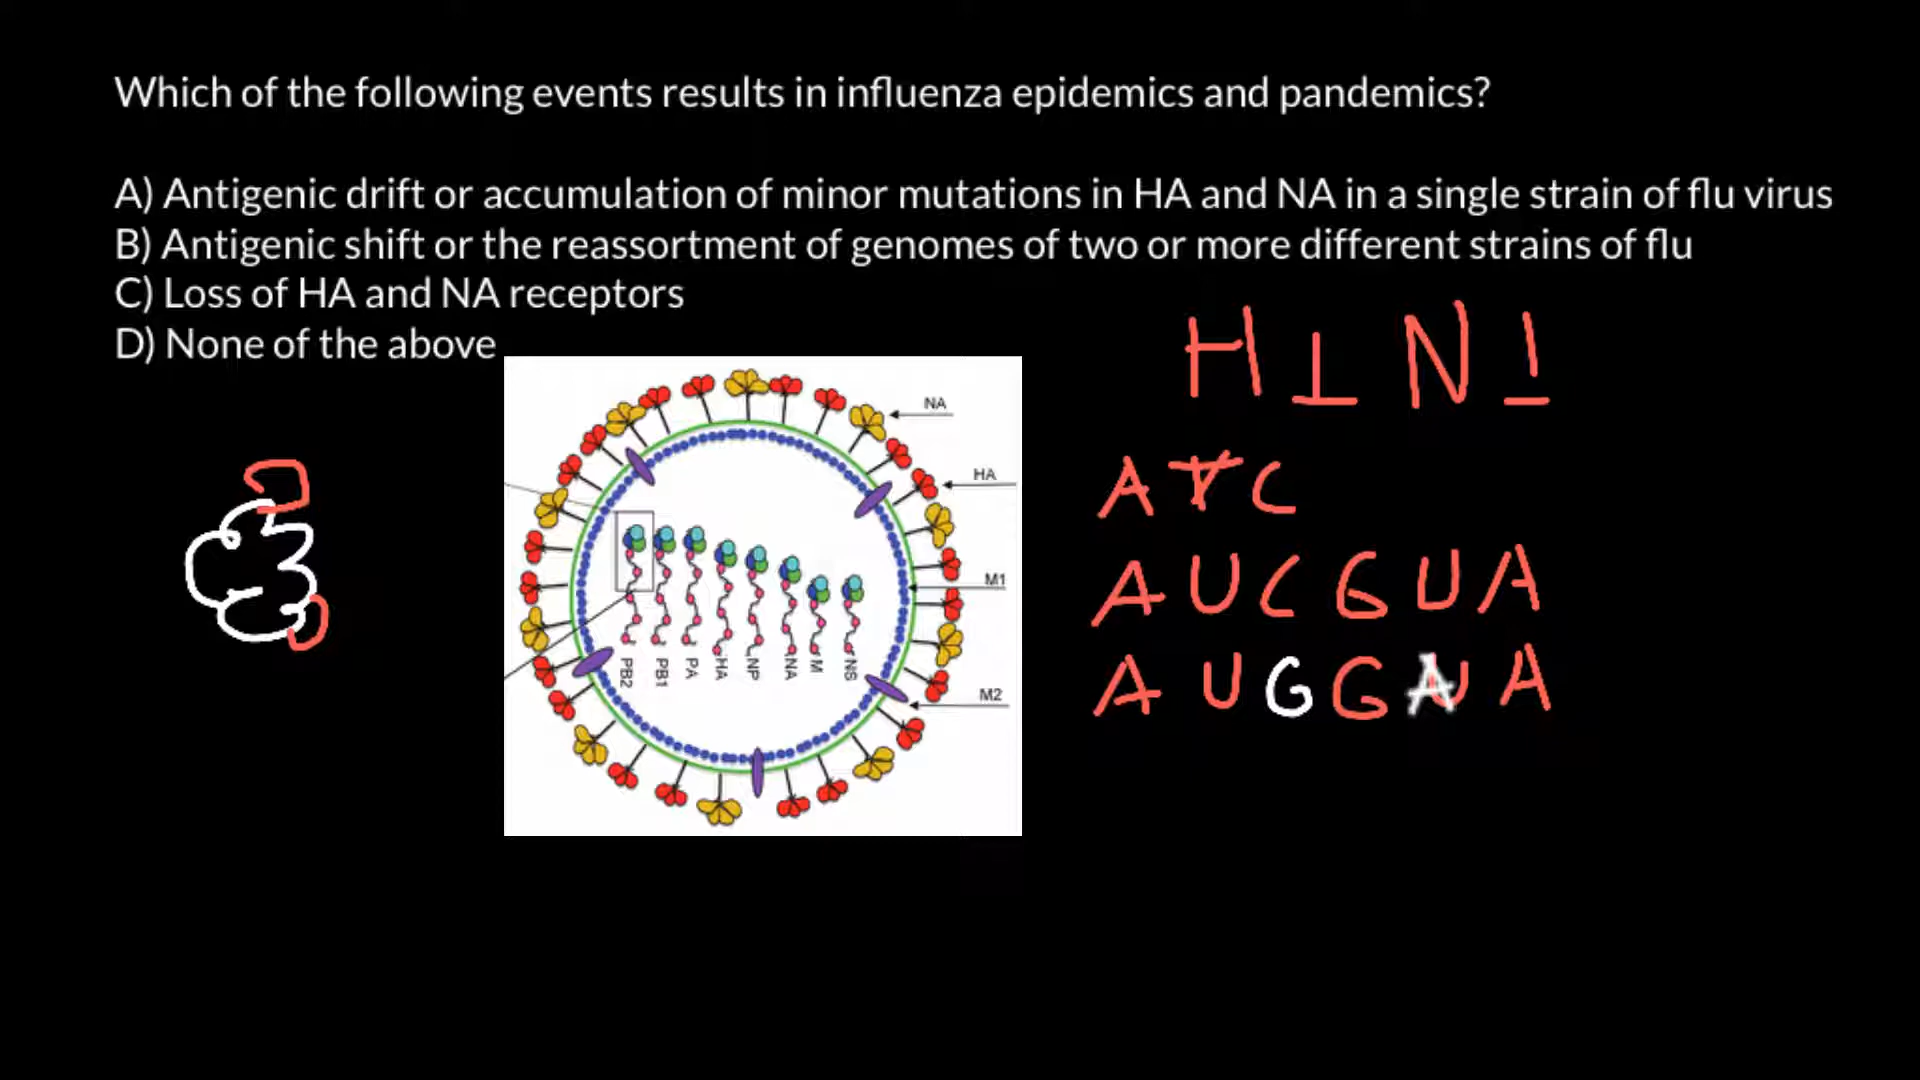 Which of the following events results in influenza epidemics and pandemics?
A) Antigenic drift or accumulation of minor mutations in HA and NA in a single strain of flu virus
B) Antigenic shift or the reassortment of genomes of two or more different strains of flu
C) Loss of HA and NA receptors
D) None of the above
H1N1
NA
HA
A T C
A U C G U A
M1
PB2 PB1 PA HA NP NA M NS
A U G G A A
M2